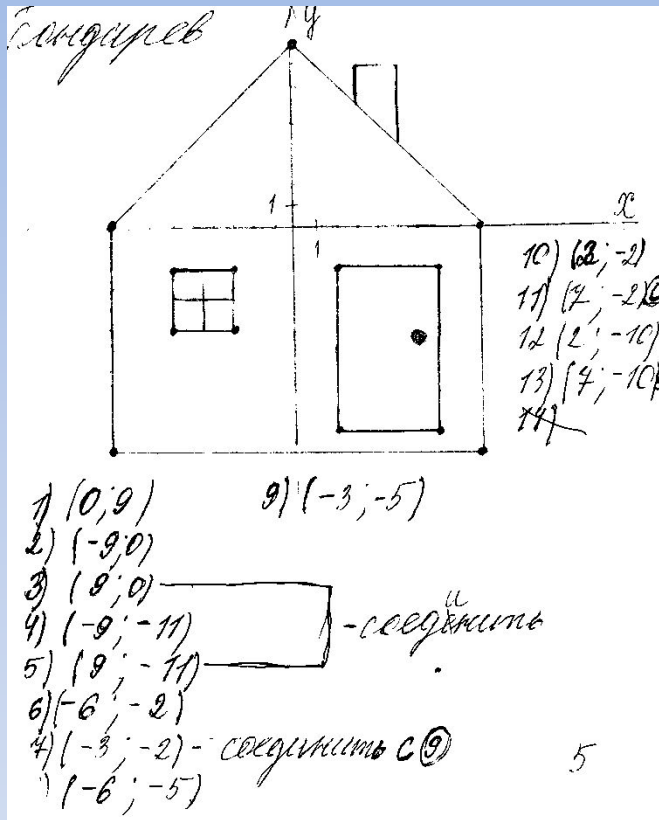 Бондарев
y
1
x
1
10) (2; -2)
11) (7; -2)
12 (2; -10)
13) (7; -10)
14)
1) (0; 9)
9) (-3; -5)
2) (-9; 0)
3) (9; 0)
4) (-9; -11)
- соединить
5) (9; -11)
6) (-6; -2)
7) (-3; -2) - соединить с 9
) (-6; -5)
5